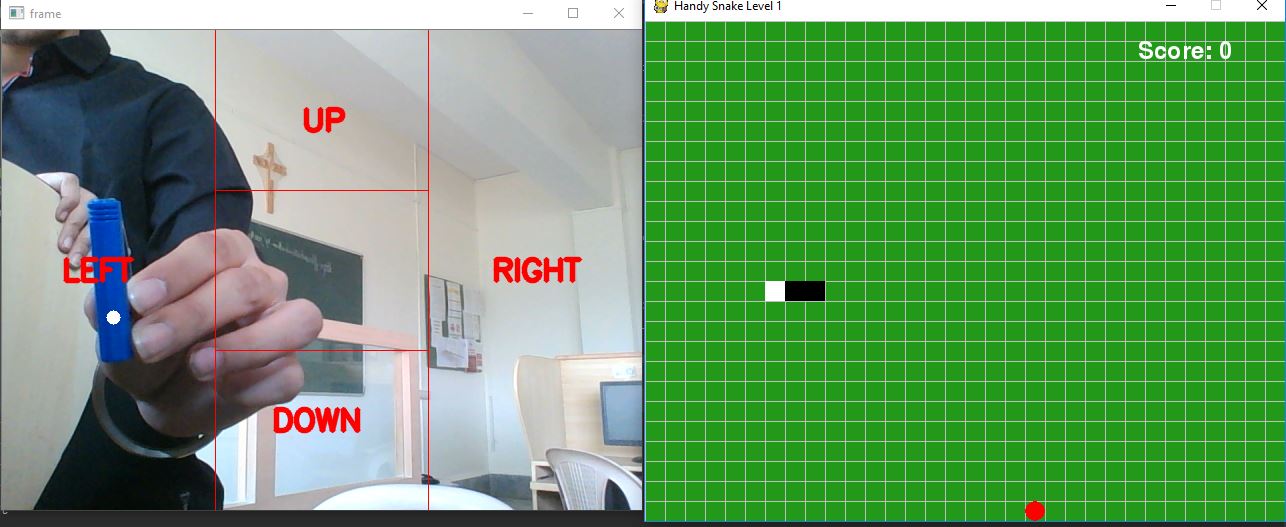 frame
UP
LEFT
RIGHT
DOWN
Handy Snake Level 1
Score: 0